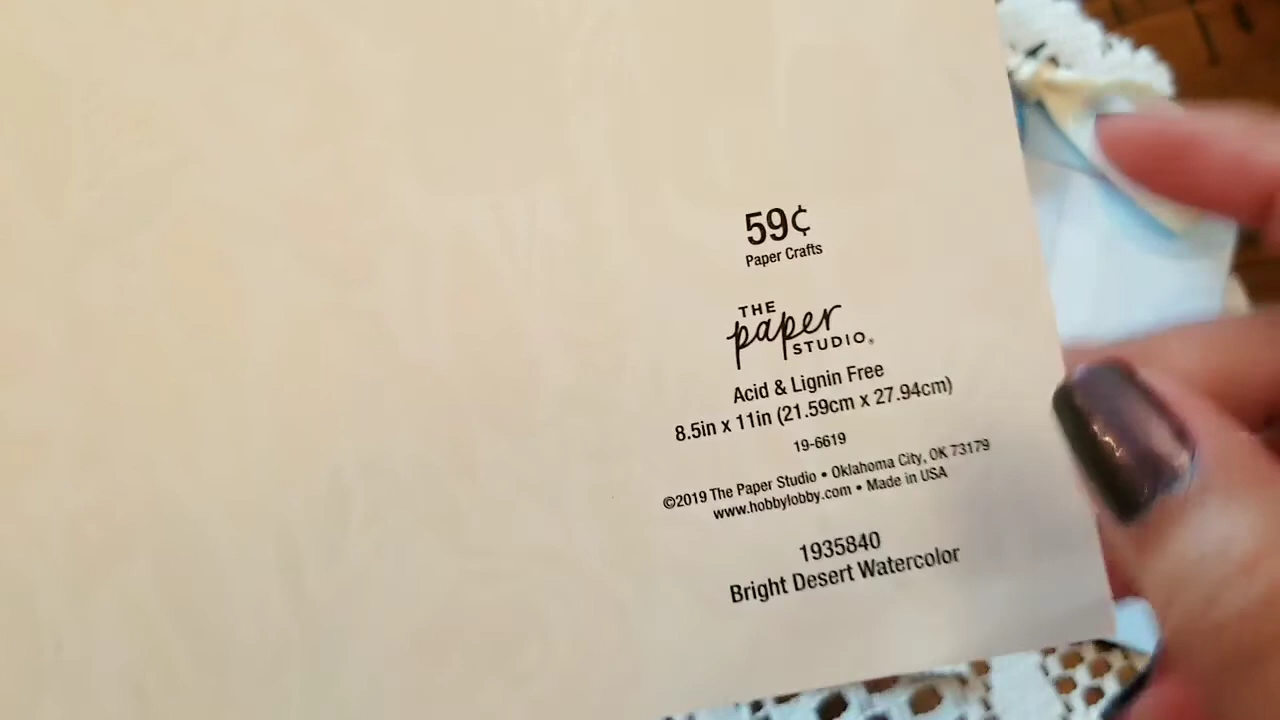 59¢
Paper Crafts
THE
paper
STUDIO®
Acid & Lignin Free
8.5in x 11in (21.59cm x 27.94cm)
19-6619
©2019 The Paper Studio • Oklahoma City, OK 73179
www.hobbylobby.com • Made in USA
1935840
Bright Desert Watercolor